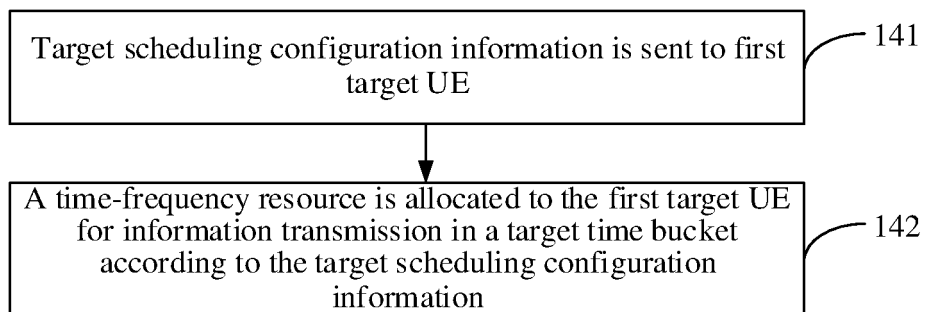 Target scheduling configuration information is sent to first
target UE
141
A time-frequency resource is allocated to the first target UE
for information transmission in a target time bucket
according to the target scheduling configuration
information
142